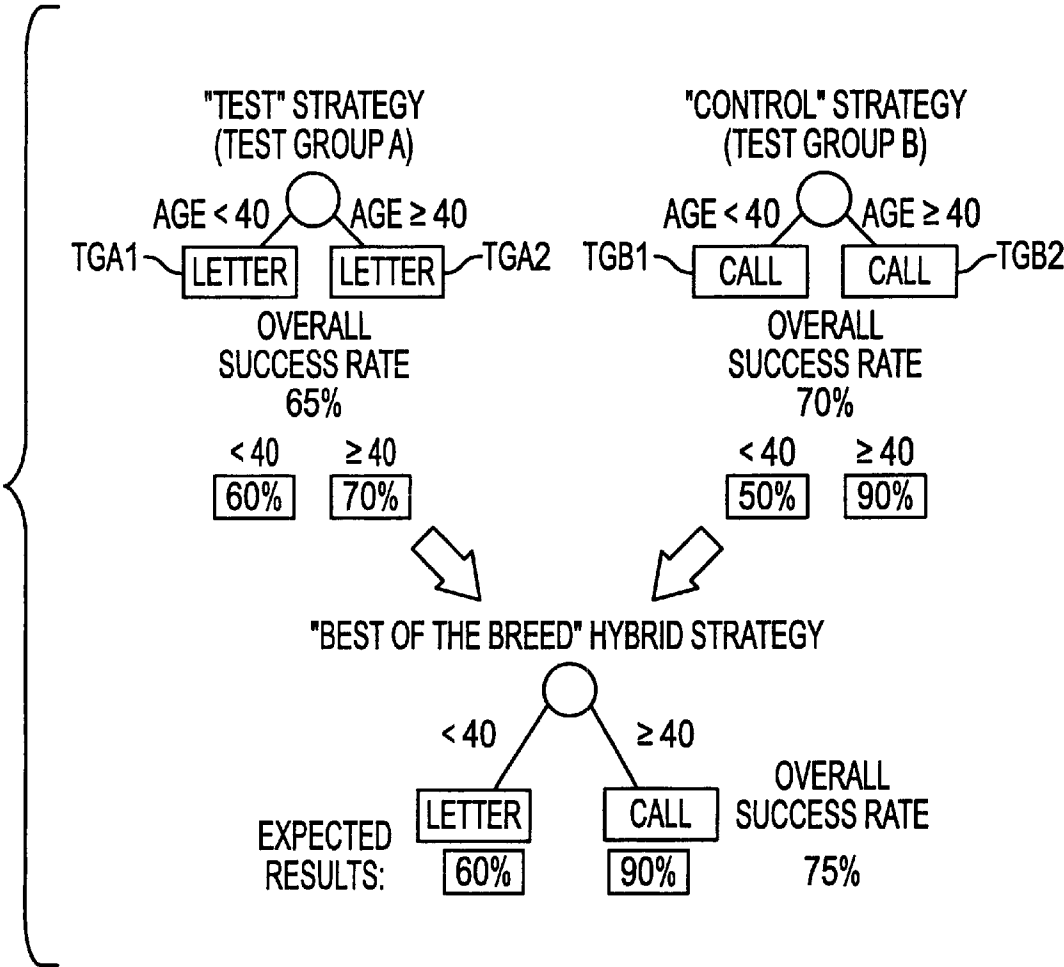 "TEST" STRATEGY
(TEST GROUP A)
AGE < 40 AGE ≥ 40
TGA1 LETTER LETTER TGA2
OVERALL
SUCCESS RATE
65%
< 40 ≥ 40
60% 70%
"CONTROL" STRATEGY
(TEST GROUP B)
AGE < 40 AGE ≥ 40
TGB1 CALL CALL TGB2
OVERALL
SUCCESS RATE
70%
< 40 ≥ 40
50% 90%
"BEST OF THE BREED" HYBRID STRATEGY
< 40 ≥ 40
LETTER CALL
EXPECTED
RESULTS:
60% 90%
OVERALL
SUCCESS RATE
75%